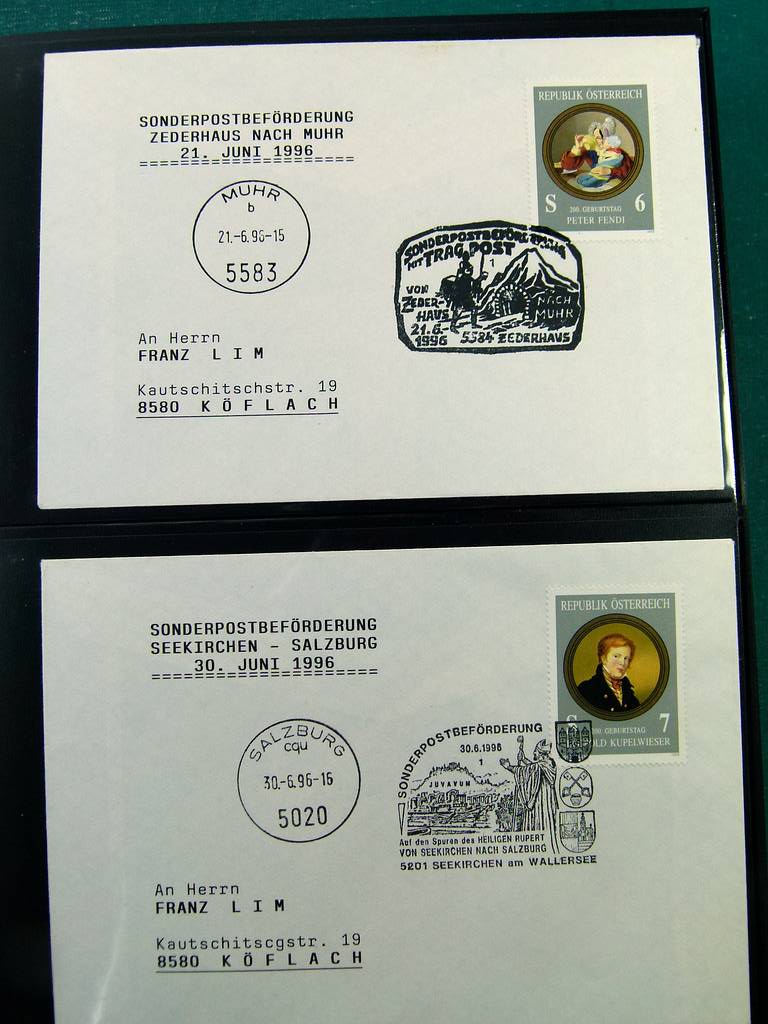 SONDERPOSTBEFÖRDERUNG
ZEDERHAUS NACH MUHR
21. JUNI 1996
REPUBLIK ÖSTERREICH
S 6
200. GEBURTSTAG
PETER FENDI
MUHR
b
21.-6.96-15
5583
SONDERPOSTBEFÖRDERUNG
MIT TRAG POST
1
VON ZEDER-HAUS
NACH MUHR
21.6.-1996
5584 ZEDERHAUS
An Herrn
FRANZ L I M
Kautschitschstr. 19
8580 K Ö F L A C H
SONDERPOSTBEFÖRDERUNG
SEEKIRCHEN - SALZBURG
30. JUNI 1996
REPUBLIK ÖSTERREICH
S 7
200. GEBURTSTAG
OLD KUPELWIESER
SALZBURG
cqu
30.-6.96-16
5020
SONDERPOSTBEFÖRDERUNG
30.6.1996
1
JUVAVUM
Auf den Spuren des HEILIGEN RUPERT
VON SEEKIRCHEN NACH SALZBURG
5201 SEEKIRCHEN am WALLERSEE
An Herrn
FRANZ L I M
Kautschitscgstr. 19
8580 K Ö F L A C H